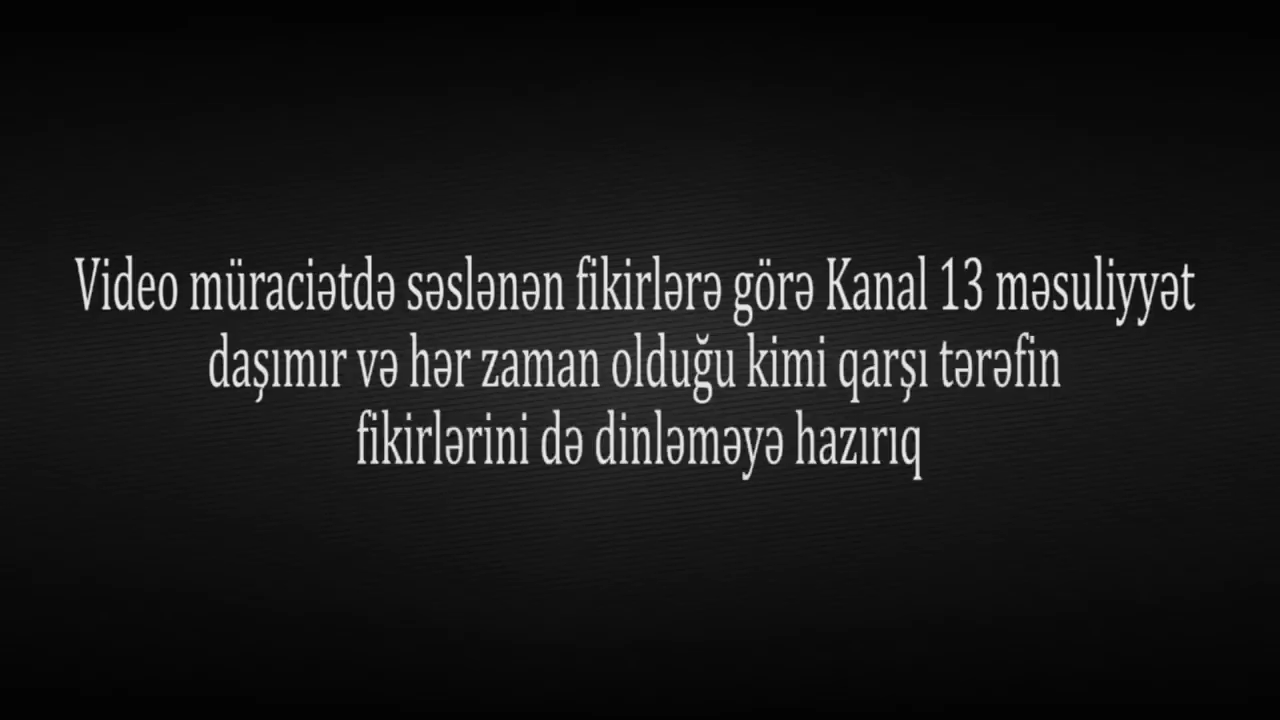 Video müraciətdə səslənən fikirlərə görə Kanal 13 məsuliyyət
daşımır və hər zaman olduğu kimi qarşı tərəfin
fikirlərini də dinləməyə hazırıq